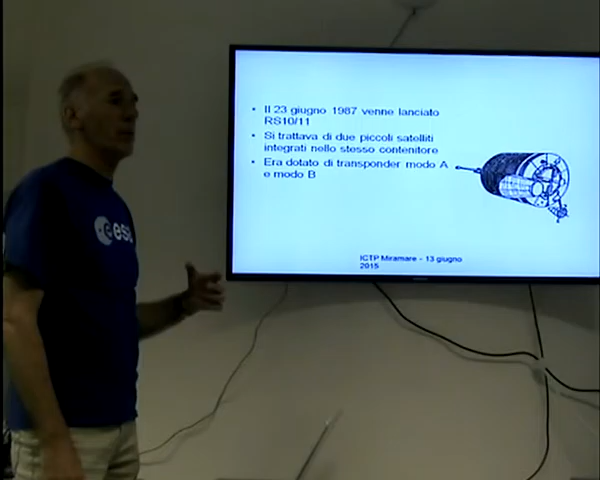 • Il 23 giugno 1987 venne lanciato
RS10/11
• Si trattava di due piccoli satelliti
integrati nello stesso contenitore
• Era dotato di transponder modo A
e modo B
ICTP Miramare - 13 giugno
2015
esa